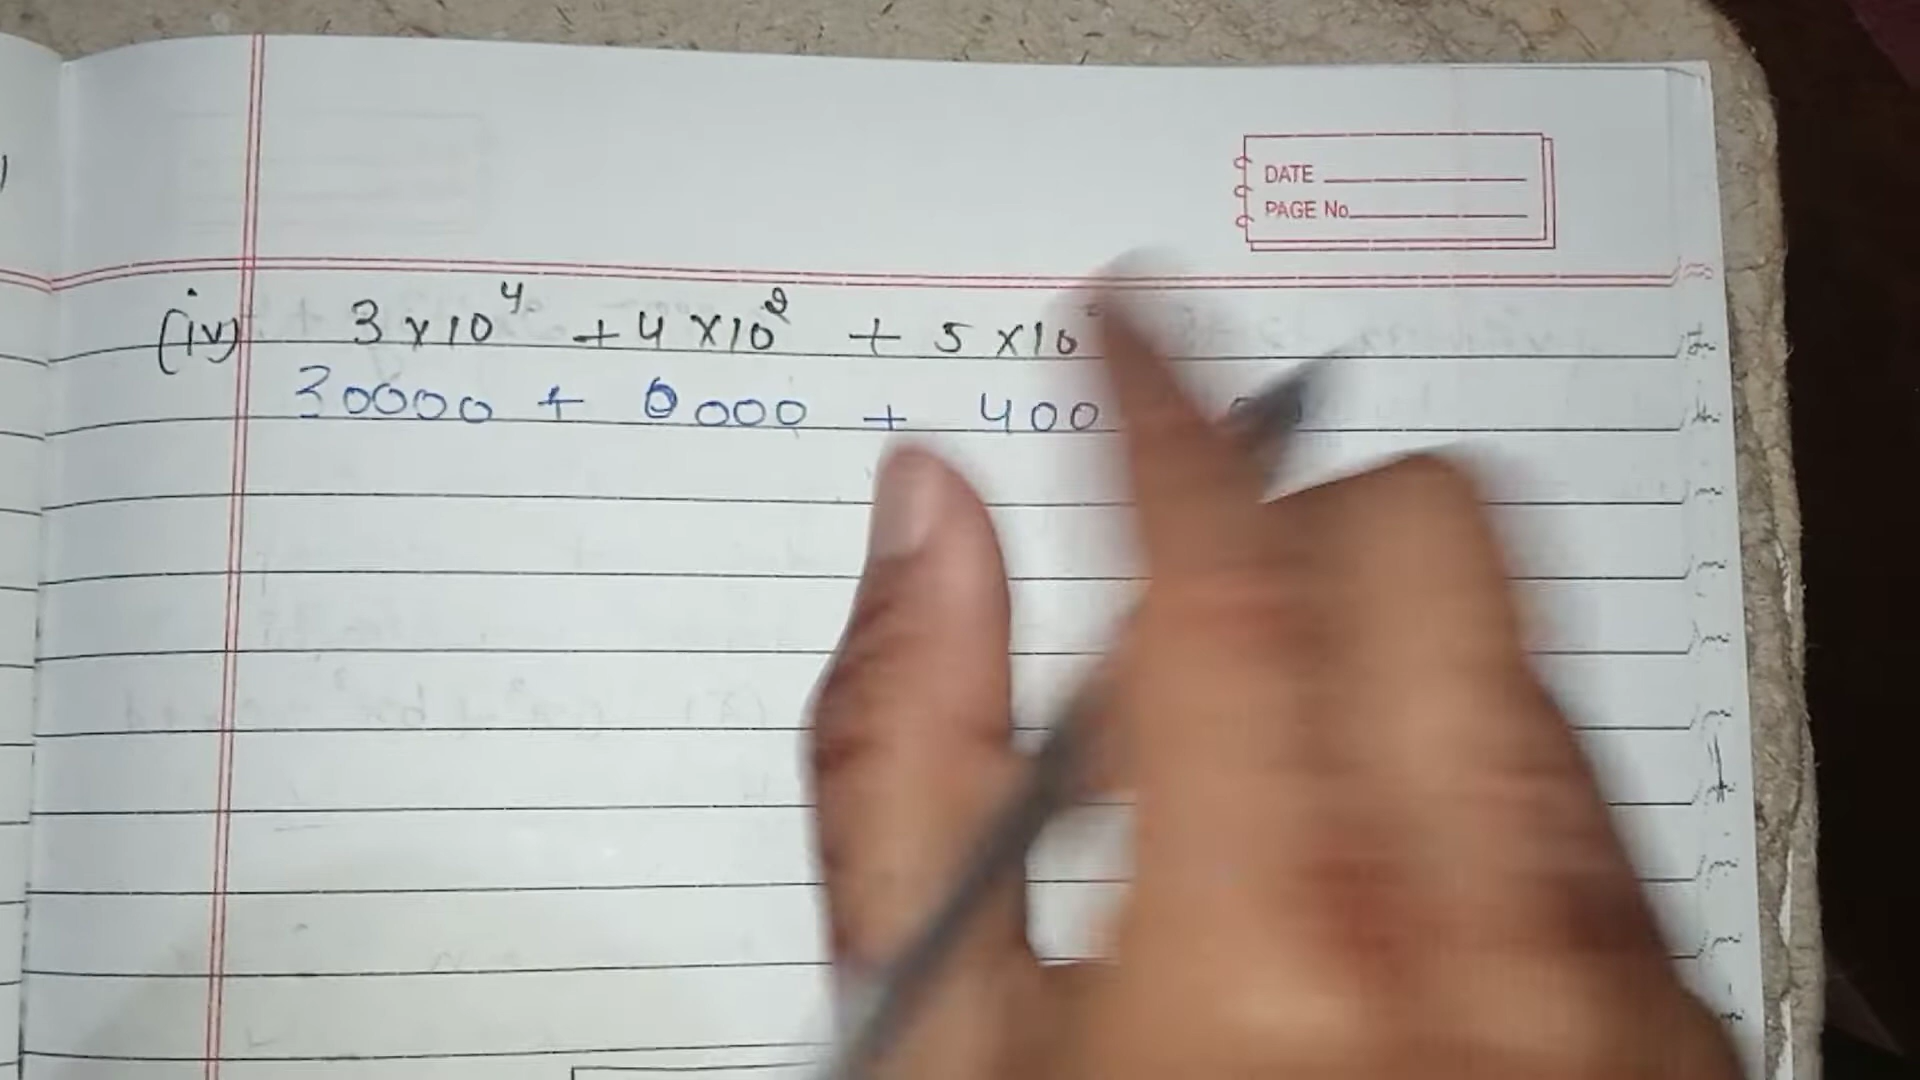 DATE
PAGE No.
(iv) 3 x 10⁴ + 4 x 10² + 5 x 10
30000 + 0000 + 400